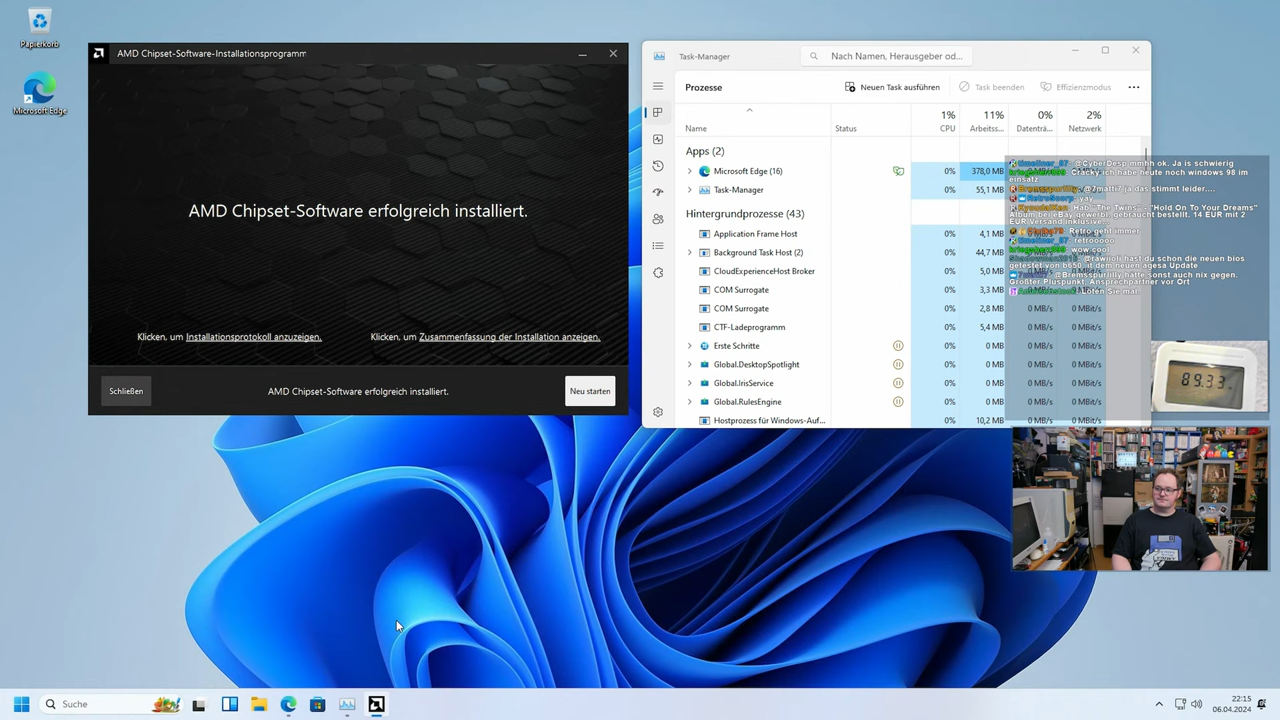 Papierkorb
Microsoft Edge
AMD Chipset-Software-Installationsprogramm
AMD Chipset-Software erfolgreich installiert.
Klicken, um Installationsprotokoll anzuzeigen.
Klicken, um Zusammenfassung der Installation anzuzeigen.
Schließen
AMD Chipset-Software erfolgreich installiert.
Neu starten
Task-Manager
Nach Namen, Herausgeber od...
Prozesse
Neuen Task ausführen
Task beenden
Effizienzmodus
1% 11% 0% 2%
Name Status CPU Arbeitss... Datenträ... Netzwerk
Apps (2)
Microsoft Edge (16) 0% 378,0 MB
Task-Manager 0% 55,1 MB
Hintergrundprozesse (43)
Application Frame Host 0% 4,1 MB
Background Task Host (2) 0% 44,7 MB
CloudExperienceHost Broker 0% 5,0 MB
COM Surrogate 0% 3,3 MB
COM Surrogate 0% 2,8 MB 0 MB/s 0 MBit/s
CTF-Ladeprogramm 0% 5,4 MB 0 MB/s 0 MBit/s
Erste Schritte 0% 0 MB 0 MB/s 0 MBit/s
Global.DesktopSpotlight 0% 0 MB 0 MB/s 0 MBit/s
Global.IrisService 0% 0 MB 0 MB/s 0 MBit/s
Global.RulesEngine 0% 0 MB 0 MB/s 0 MBit/s
Hostprozess für Windows-Auf... 0% 10,2 MB 0 MB/s 0 MBit/s
@CyberDesp mmhh ok. Ja is schwierig
Cracky ich habe heute noch windows 98 im
einsatz
@7matti7 ja das stimmt leider....
RetroScorp: yay
Hab "The Twins" - "Hold On To Your Dreams"
Album bei eBay gewerbl. gebraucht bestellt. 14 EUR mit 2
EUR Versand inklusive...
Retro geht immer
retrooooo
wow cool
hast du schon die neuen bios
getestet von b650. it dem neuen agesa Update
@Bremsspurlilly hatte sonst auch nix gegen.
Größter Pluspunkt. Ansprechpartner vor Ort
Löten Sie mal.
89.33
Suche
22:15
06.04.2024